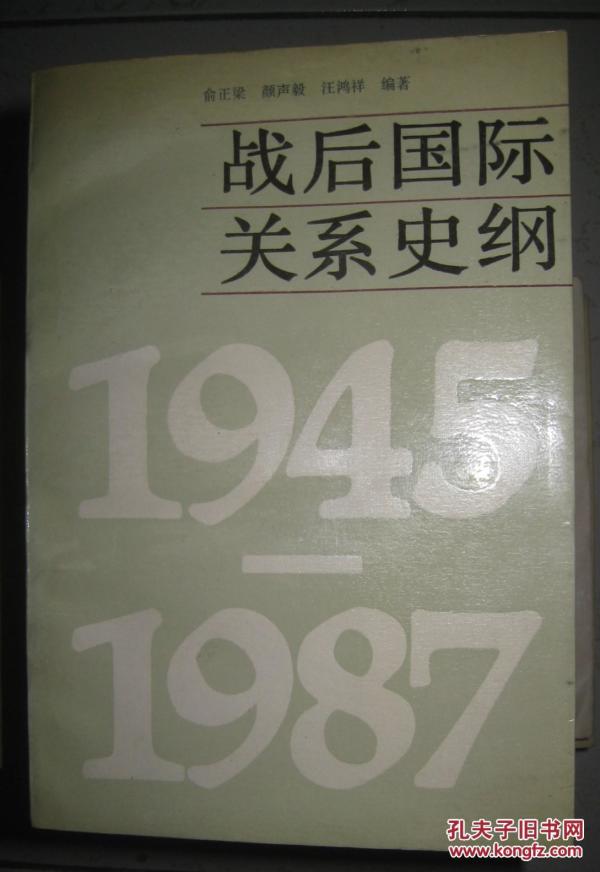 俞正梁 颜声毅 汪鸿祥 编著
战后国际
关系史纲
1945
—
1987
孔夫子旧书网
www.kongfz.com